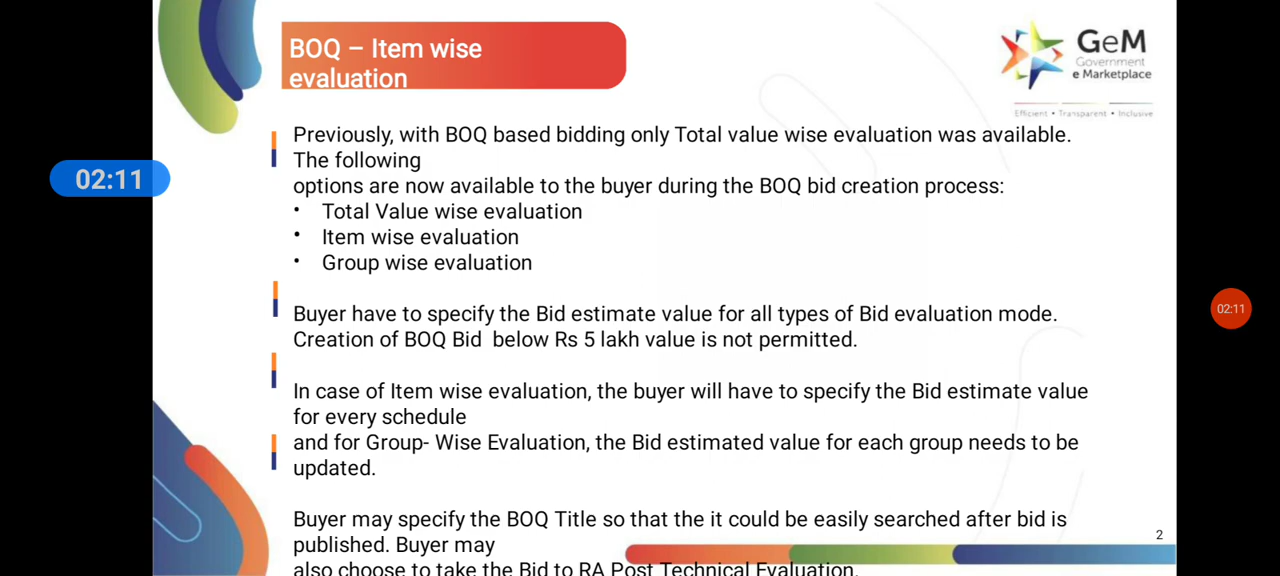 BOQ – Item wise
evaluation
GeM
Government
e Marketplace
Efficient • Transparent • Inclusive
02:11
Previously, with BOQ based bidding only Total value wise evaluation was available.
The following
options are now available to the buyer during the BOQ bid creation process:
• Total Value wise evaluation
• Item wise evaluation
• Group wise evaluation
Buyer have to specify the Bid estimate value for all types of Bid evaluation mode.
Creation of BOQ Bid below Rs 5 lakh value is not permitted.
02:11
In case of Item wise evaluation, the buyer will have to specify the Bid estimate value
for every schedule
and for Group- Wise Evaluation, the Bid estimated value for each group needs to be
updated.
Buyer may specify the BOQ Title so that the it could be easily searched after bid is
published. Buyer may
also choose to take the Bid to RA Post Technical Evaluation.
2